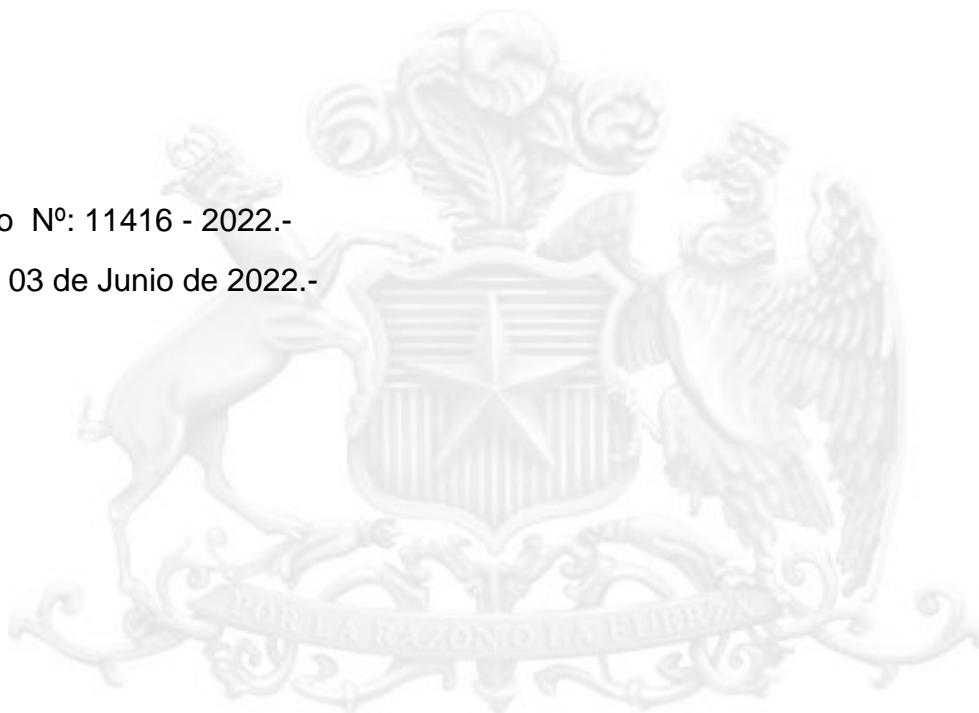 o Nº: 11416 - 2022.-
03 de Junio de 2022.-
POR LA RAZON O LA FUERZA